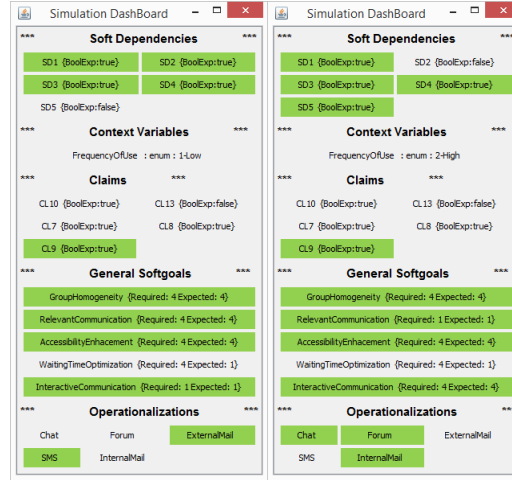 Simulation DashBoard
*** Soft Dependencies ***
SD1 {BoolExp:true} SD2 {BoolExp:true}
SD3 {BoolExp:true} SD4 {BoolExp:true}
SD5 {BoolExp:false}
*** Context Variables ***
FrequencyOfUse : enum : 1-Low
*** Claims ***
CL10 {BoolExp:true} CL13 {BoolExp:false}
CL7 {BoolExp:true} CL8 {BoolExp:true}
CL9 {BoolExp:true}
*** General Softgoals ***
GroupHomogeneity {Required: 4 Expected: 4}
RelevantCommunication {Required: 4 Expected: 4}
AccessibilityEnhacement {Required: 4 Expected: 4}
WaitingTimeOptimization {Required: 4 Expected: 1}
InteractiveCommunication {Required: 1 Expected: 1}
*** Operationalizations ***
Chat Forum ExternalMail
SMS InternalMail
Simulation DashBoard
*** Soft Dependencies ***
SD1 {BoolExp:true} SD2 {BoolExp:false}
SD3 {BoolExp:true} SD4 {BoolExp:true}
SD5 {BoolExp:true}
*** Context Variables ***
FrequencyOfUse : enum : 2-High
*** Claims ***
CL10 {BoolExp:true} CL13 {BoolExp:false}
CL7 {BoolExp:true} CL8 {BoolExp:true}
CL9 {BoolExp:true}
*** General Softgoals ***
GroupHomogeneity {Required: 4 Expected: 4}
RelevantCommunication {Required: 1 Expected: 1}
AccessibilityEnhacement {Required: 4 Expected: 4}
WaitingTimeOptimization {Required: 4 Expected: 1}
InteractiveCommunication {Required: 4 Expected: 4}
*** Operationalizations ***
Chat Forum ExternalMail
SMS InternalMail